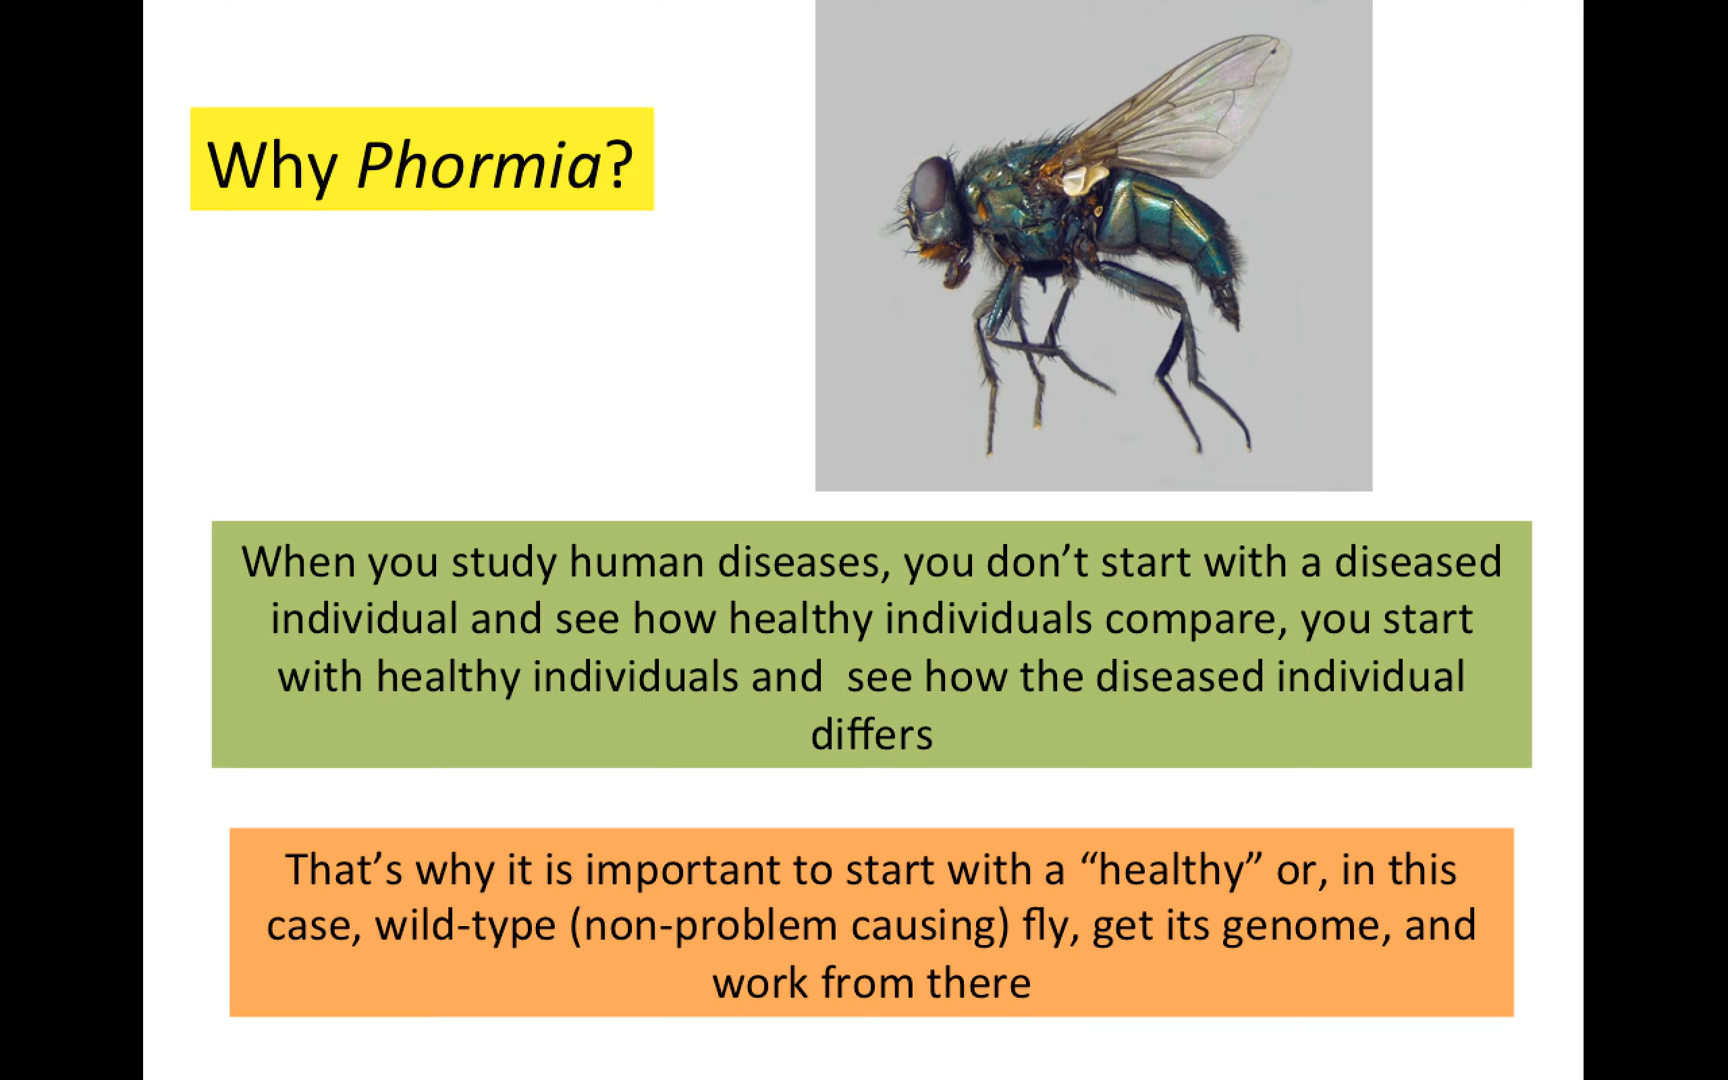 Why Phormia?
When you study human diseases, you don’t start with a diseased
individual and see how healthy individuals compare, you start
with healthy individuals and  see how the diseased individual
differs
That’s why it is important to start with a “healthy” or, in this
case, wild-type (non-problem causing) fly, get its genome, and
work from there